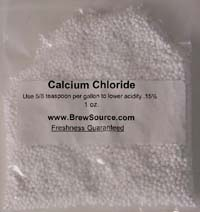 Calcium Chloride
Use 5/8 teaspoon per gallon to lower acidity .15%
1 oz.
www.BrewSource.com
Freshness Guaranteed